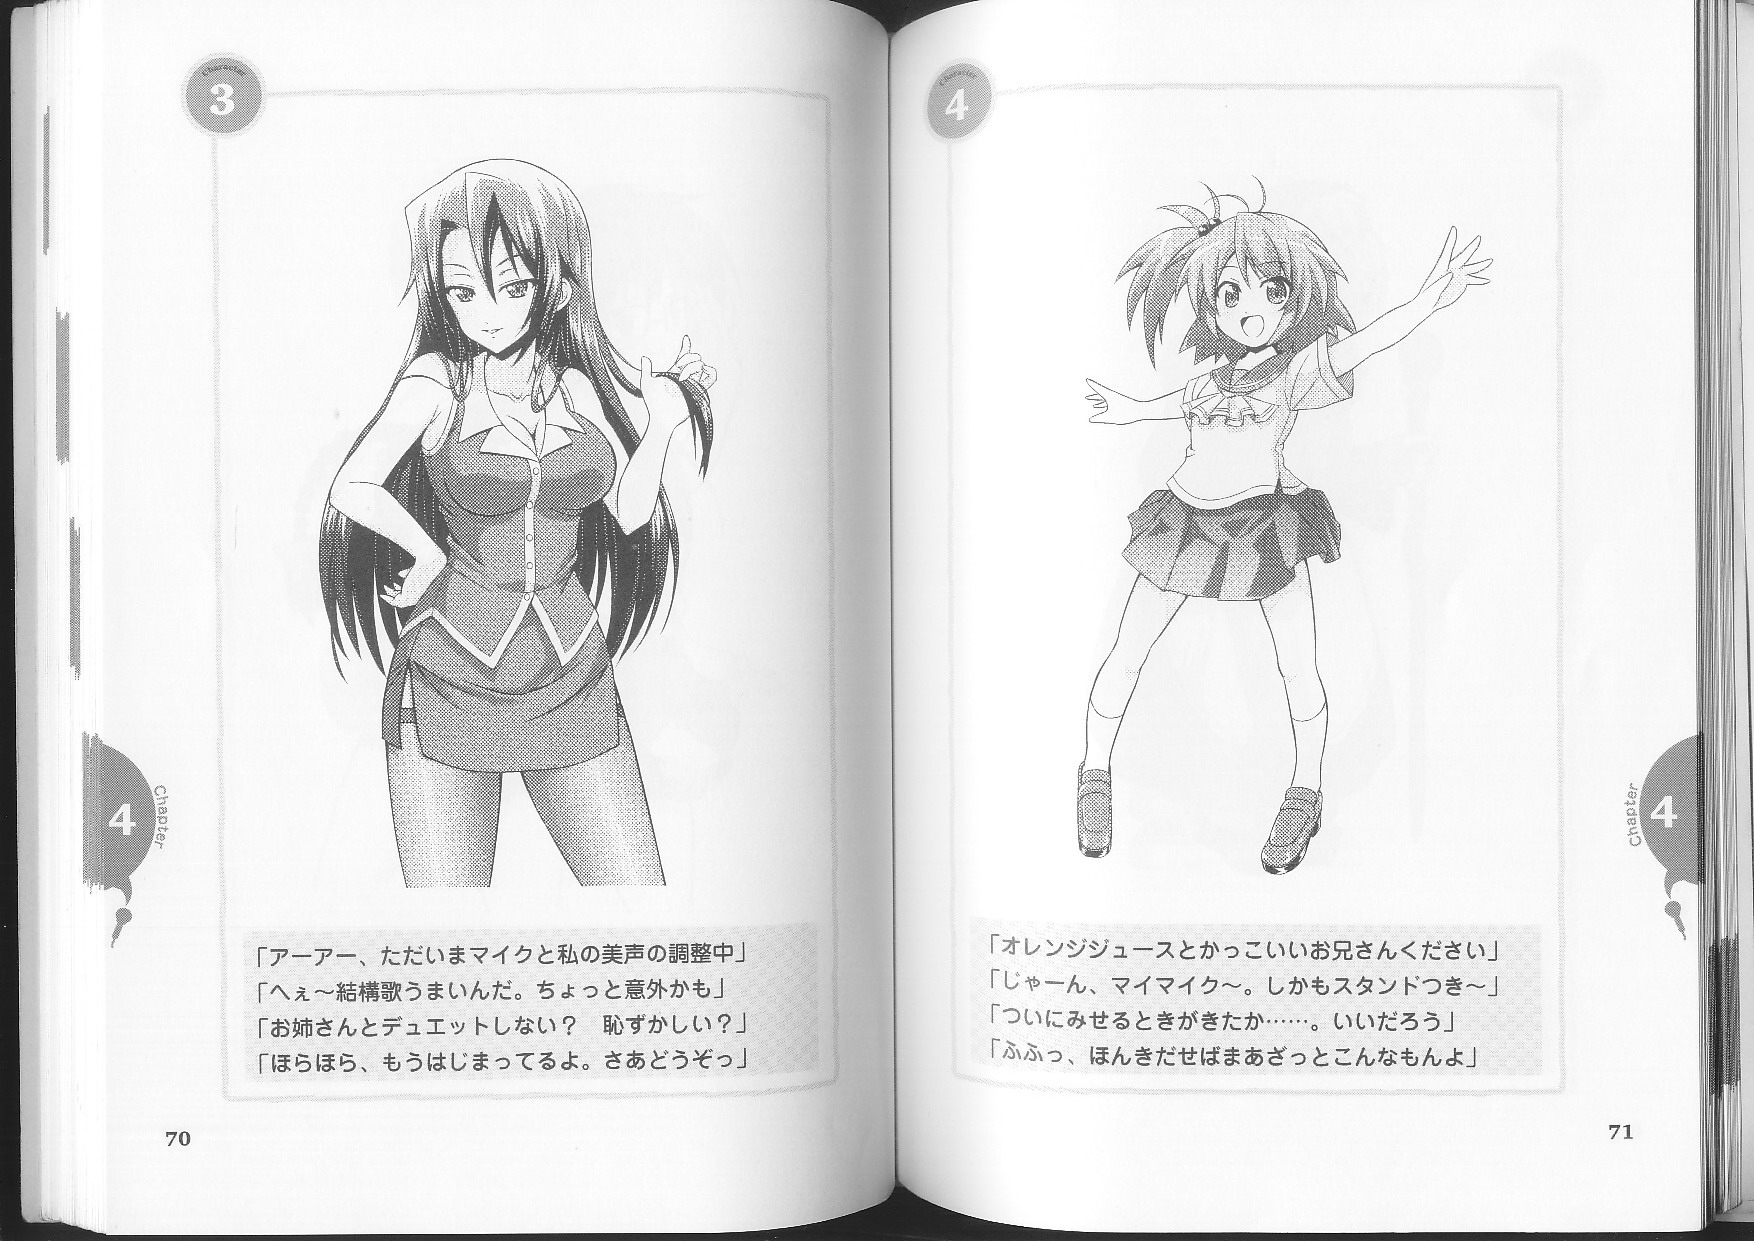 Character
3
「アーアー、ただいまマイクと私の美声の調整中」
「へぇ～結構歌うまいんだ。ちょっと意外かも」
「お姉さんとデュエットしない？　恥ずかしい？」
「ほらほら、もうはじまってるよ。さあどうぞっ」
4
Chapter
70
Character
4
「オレンジジュースとかっこいいお兄さんください」
「じゃーん、マイマイク～。しかもスタンドつき～」
「ついにみせるときがきたか……。いいだろう」
「ふふっ、ほんきだせばまあざっとこんなもんよ」
Chapter
4
71